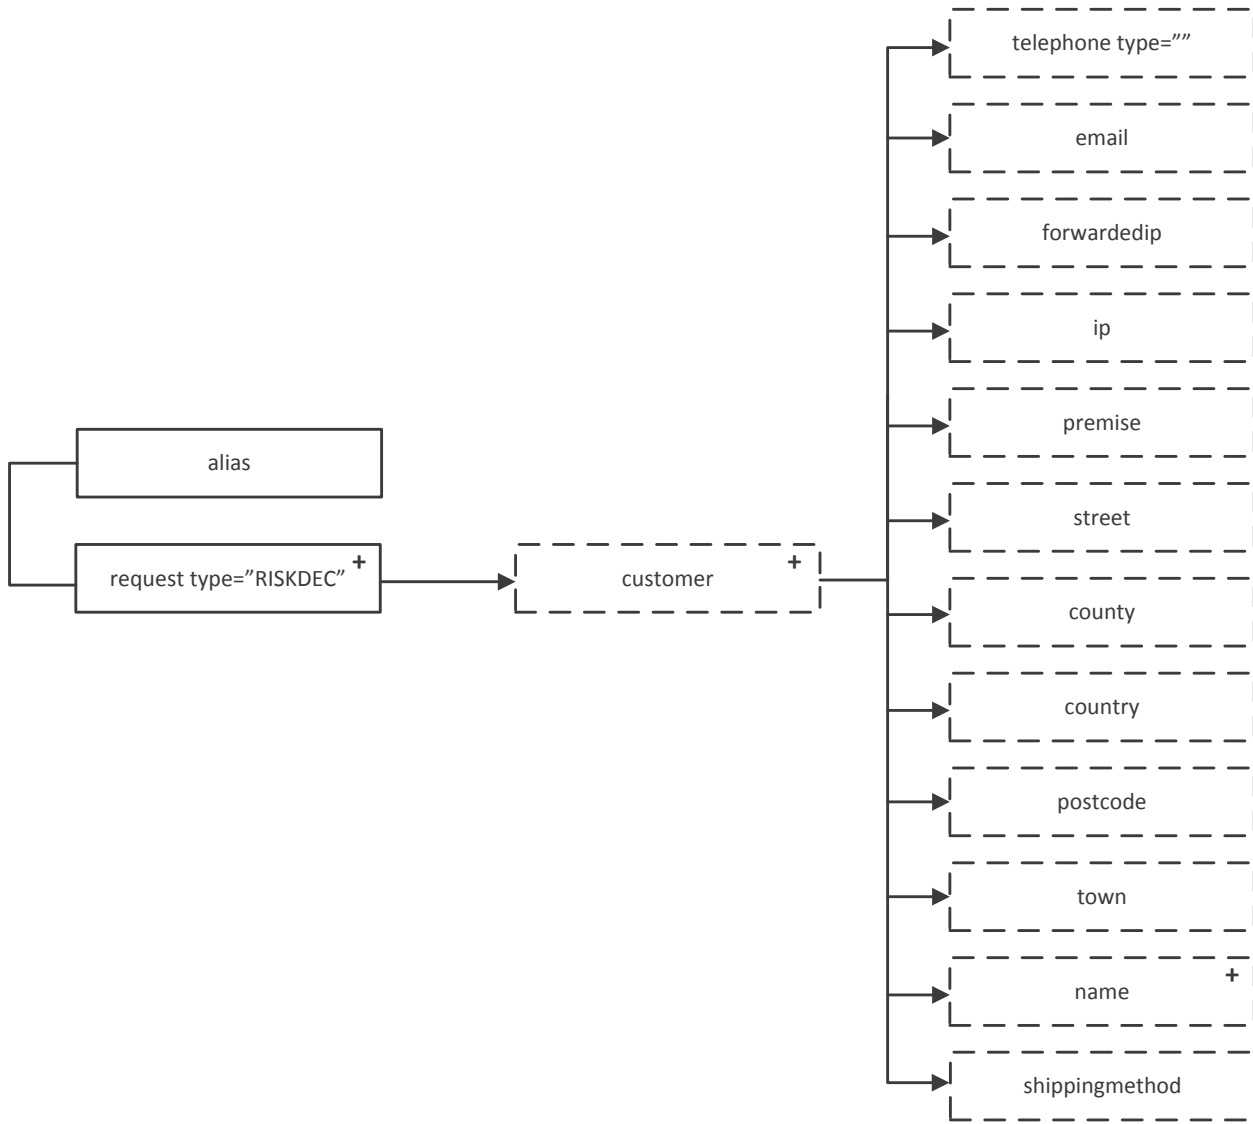 telephone type=””
email
forwardedip
ip
premise
alias
street
request type=”RISKDEC” +
customer +
county
country
postcode
town
name +
shippingmethod